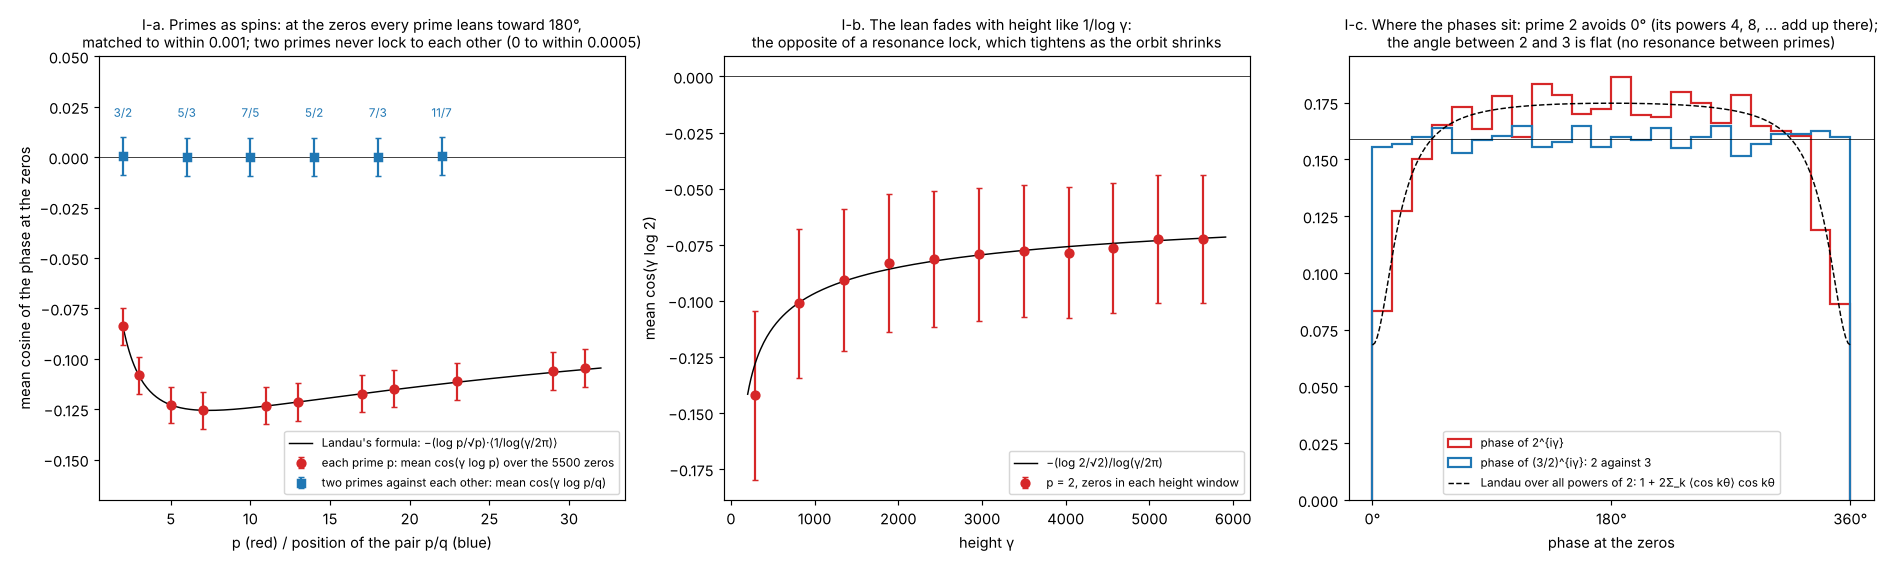 I-a. Primes as spins: at the zeros every prime leans toward 180°,
matched to within 0.001; two primes never lock to each other (0 to within 0.0005)
0.050
0.025
0.000
−0.025
−0.050
−0.075
−0.100
−0.125
−0.150
mean cosine of the phase at the zeros
3/2
5/3
7/5
5/2
7/3
11/7
Landau's formula: −(log p/√p)·⟨1/log(γ/2π)⟩
each prime p: mean cos(γ log p) over the 5500 zeros
two primes against each other: mean cos(γ log p/q)
5
10
15
20
25
30
p (red) / position of the pair p/q (blue)
I-b. The lean fades with height like 1/log γ:
the opposite of a resonance lock, which tightens as the orbit shrinks
0.000
−0.025
−0.050
−0.075
−0.100
−0.125
−0.150
−0.175
mean cos(γ log 2)
−(log 2/√2)/log(γ/2π)
p = 2, zeros in each height window
0
1000
2000
3000
4000
5000
6000
height γ
I-c. Where the phases sit: prime 2 avoids 0° (its powers 4, 8, … add up there);
the angle between 2 and 3 is flat (no resonance between primes)
0.175
0.150
0.125
0.100
0.075
0.050
0.025
0.000
phase of 2^{iγ}
phase of (3/2)^{iγ}: 2 against 3
Landau over all powers of 2: 1 + 2Σ_k ⟨cos kθ⟩ cos kθ
0°
180°
360°
phase at the zeros